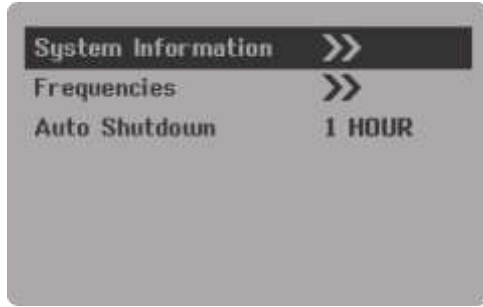 System Information >>
Frequencies >>
Auto Shutdown 1 HOUR